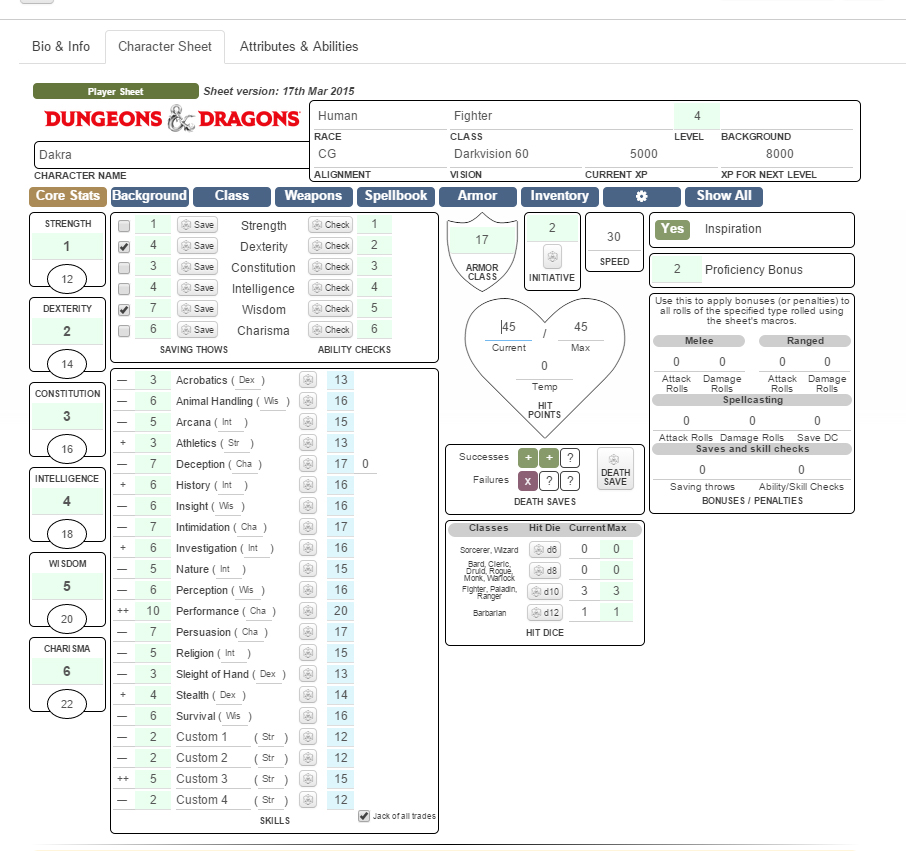 Bio & Info Character Sheet Attributes & Abilities
Player Sheet Sheet version: 17th Mar 2015
DUNGEONS & DRAGONS
Human Fighter 4
RACE CLASS LEVEL BACKGROUND
CG Darkvision 60 5000 8000
ALIGNMENT VISION CURRENT XP XP FOR NEXT LEVEL
Dakra
CHARACTER NAME
Core Stats Background Class Weapons Spellbook Armor Inventory Show All
STRENGTH
1
12
DEXTERITY
2
14
CONSTITUTION
3
16
INTELLIGENCE
4
18
WISDOM
5
20
CHARISMA
6
22
1 Save Strength Check 1
4 Save Dexterity Check 2
3 Save Constitution Check 3
4 Save Intelligence Check 4
7 Save Wisdom Check 5
6 Save Charisma Check 6
SAVING THOWS ABILITY CHECKS
— 3 Acrobatics ( Dex ) 13
— 6 Animal Handling ( Wis ) 16
— 5 Arcana ( Int ) 15
+ 3 Athletics ( Str ) 13
— 7 Deception ( Cha ) 17 0
+ 6 History ( Int ) 16
— 6 Insight ( Wis ) 16
— 7 Intimidation ( Cha ) 17
+ 6 Investigation ( Int ) 16
— 5 Nature ( Int ) 15
— 6 Perception ( Wis ) 16
++ 10 Performance ( Cha ) 20
— 7 Persuasion ( Cha ) 17
— 5 Religion ( Int ) 15
— 3 Sleight of Hand ( Dex ) 13
+ 4 Stealth ( Dex ) 14
— 6 Survival ( Wis ) 16
— 2 Custom 1 ( Str ) 12
— 2 Custom 2 ( Str ) 12
++ 5 Custom 3 ( Str ) 15
— 2 Custom 4 ( Str ) 12
Jack of all trades
SKILLS
17
ARMOR
CLASS
2
INITIATIVE
30
SPEED
45 / 45
Current Max
0
Temp
HIT
POINTS
Successes + + ?
Failures x ? ?
DEATH
SAVE
DEATH SAVES
Classes Hit Die Current Max
Sorcerer, Wizard d6 0 0
Bard, Cleric,
Druid, Rogue,
Monk, Warlock
d8 0 0
Fighter, Paladin,
Ranger
d10 3 3
Barbarian d12 1 1
HIT DICE
Yes Inspiration
2 Proficiency Bonus
Use this to apply bonuses (or penalties) to
all rolls of the specified type rolled using
the sheet's macros.
Melee Ranged
0 0 0 0
Attack Damage Attack Damage
Rolls Rolls Rolls Rolls
Spellcasting
0 0 0
Attack Rolls Damage Rolls Save DC
Saves and skill checks
0 0
Saving throws Ability/Skill Checks
BONUSES / PENALTIES